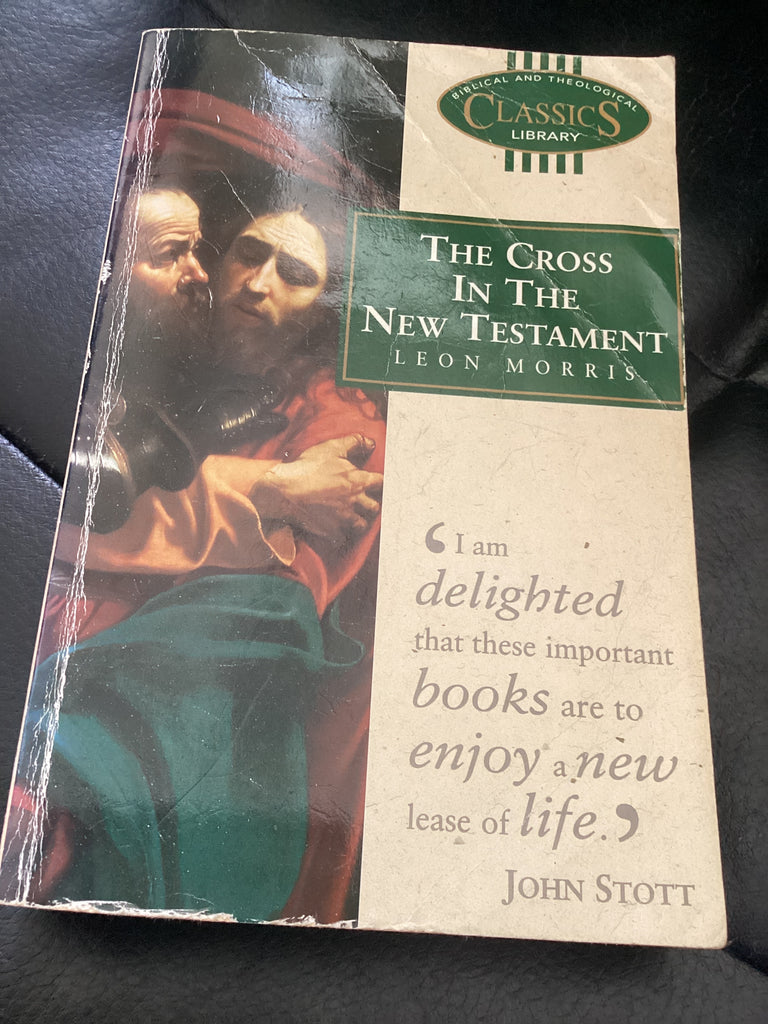 BIBLICAL AND THEOLOGICAL
CLASSICS
LIBRARY
THE CROSS
IN THE
NEW TESTAMENT
LEON MORRIS
‘I am
delighted
that these important
books are to
enjoy a new
lease of life.’
JOHN STOTT